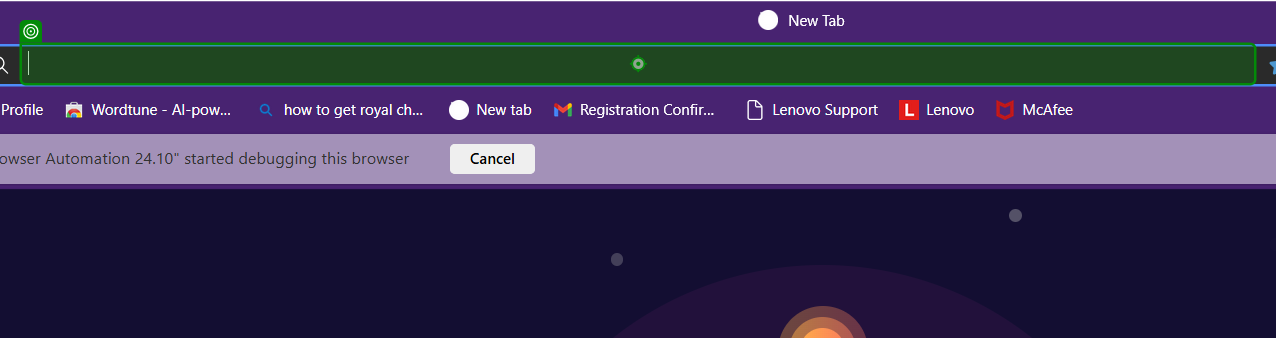 New Tab
Profile Wordtune - AI-pow... how to get royal ch... New tab Registration Confir... Lenovo Support L Lenovo McAfee
owser Automation 24.10" started debugging this browser Cancel